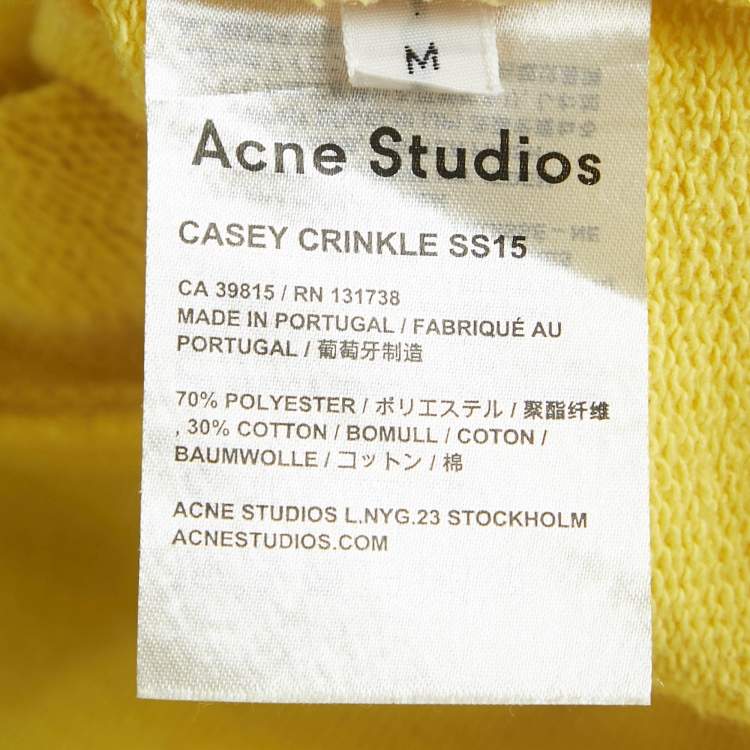 M
Acne Studios
CASEY CRINKLE SS15
CA 39815 / RN 131738
MADE IN PORTUGAL / FABRIQUÉ AU
PORTUGAL / 葡萄牙制造
70% POLYESTER / ポリエステル / 聚酯纤维
, 30% COTTON / BOMULL / COTON /
BAUMWOLLE / コットン / 棉
ACNE STUDIOS L.NYG.23 STOCKHOLM
ACNESTUDIOS.COM